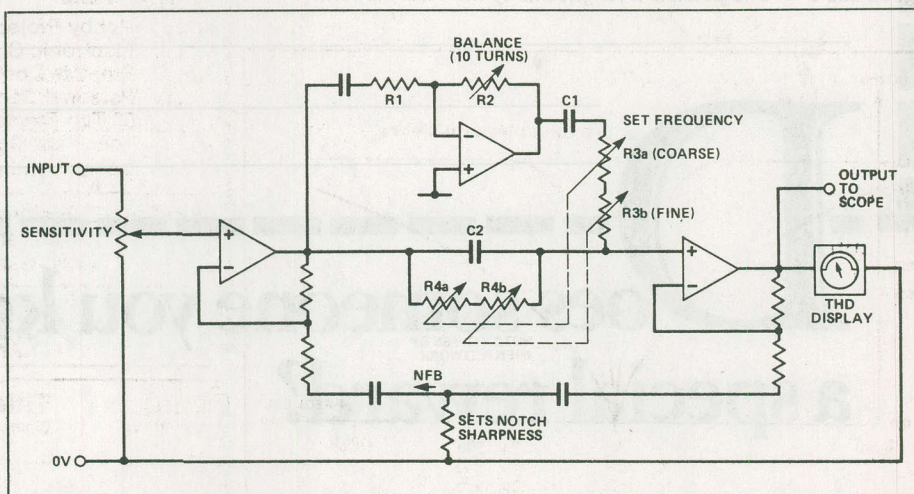 BALANCE
(10 TURNS)
R1
R2
C1
SET FREQUENCY
R3a (COARSE)
R3b (FINE)
INPUT
SENSITIVITY
C2
R4a
R4b
OUTPUT
TO
SCOPE
THD
DISPLAY
NFB
SETS NOTCH
SHARPNESS
0V